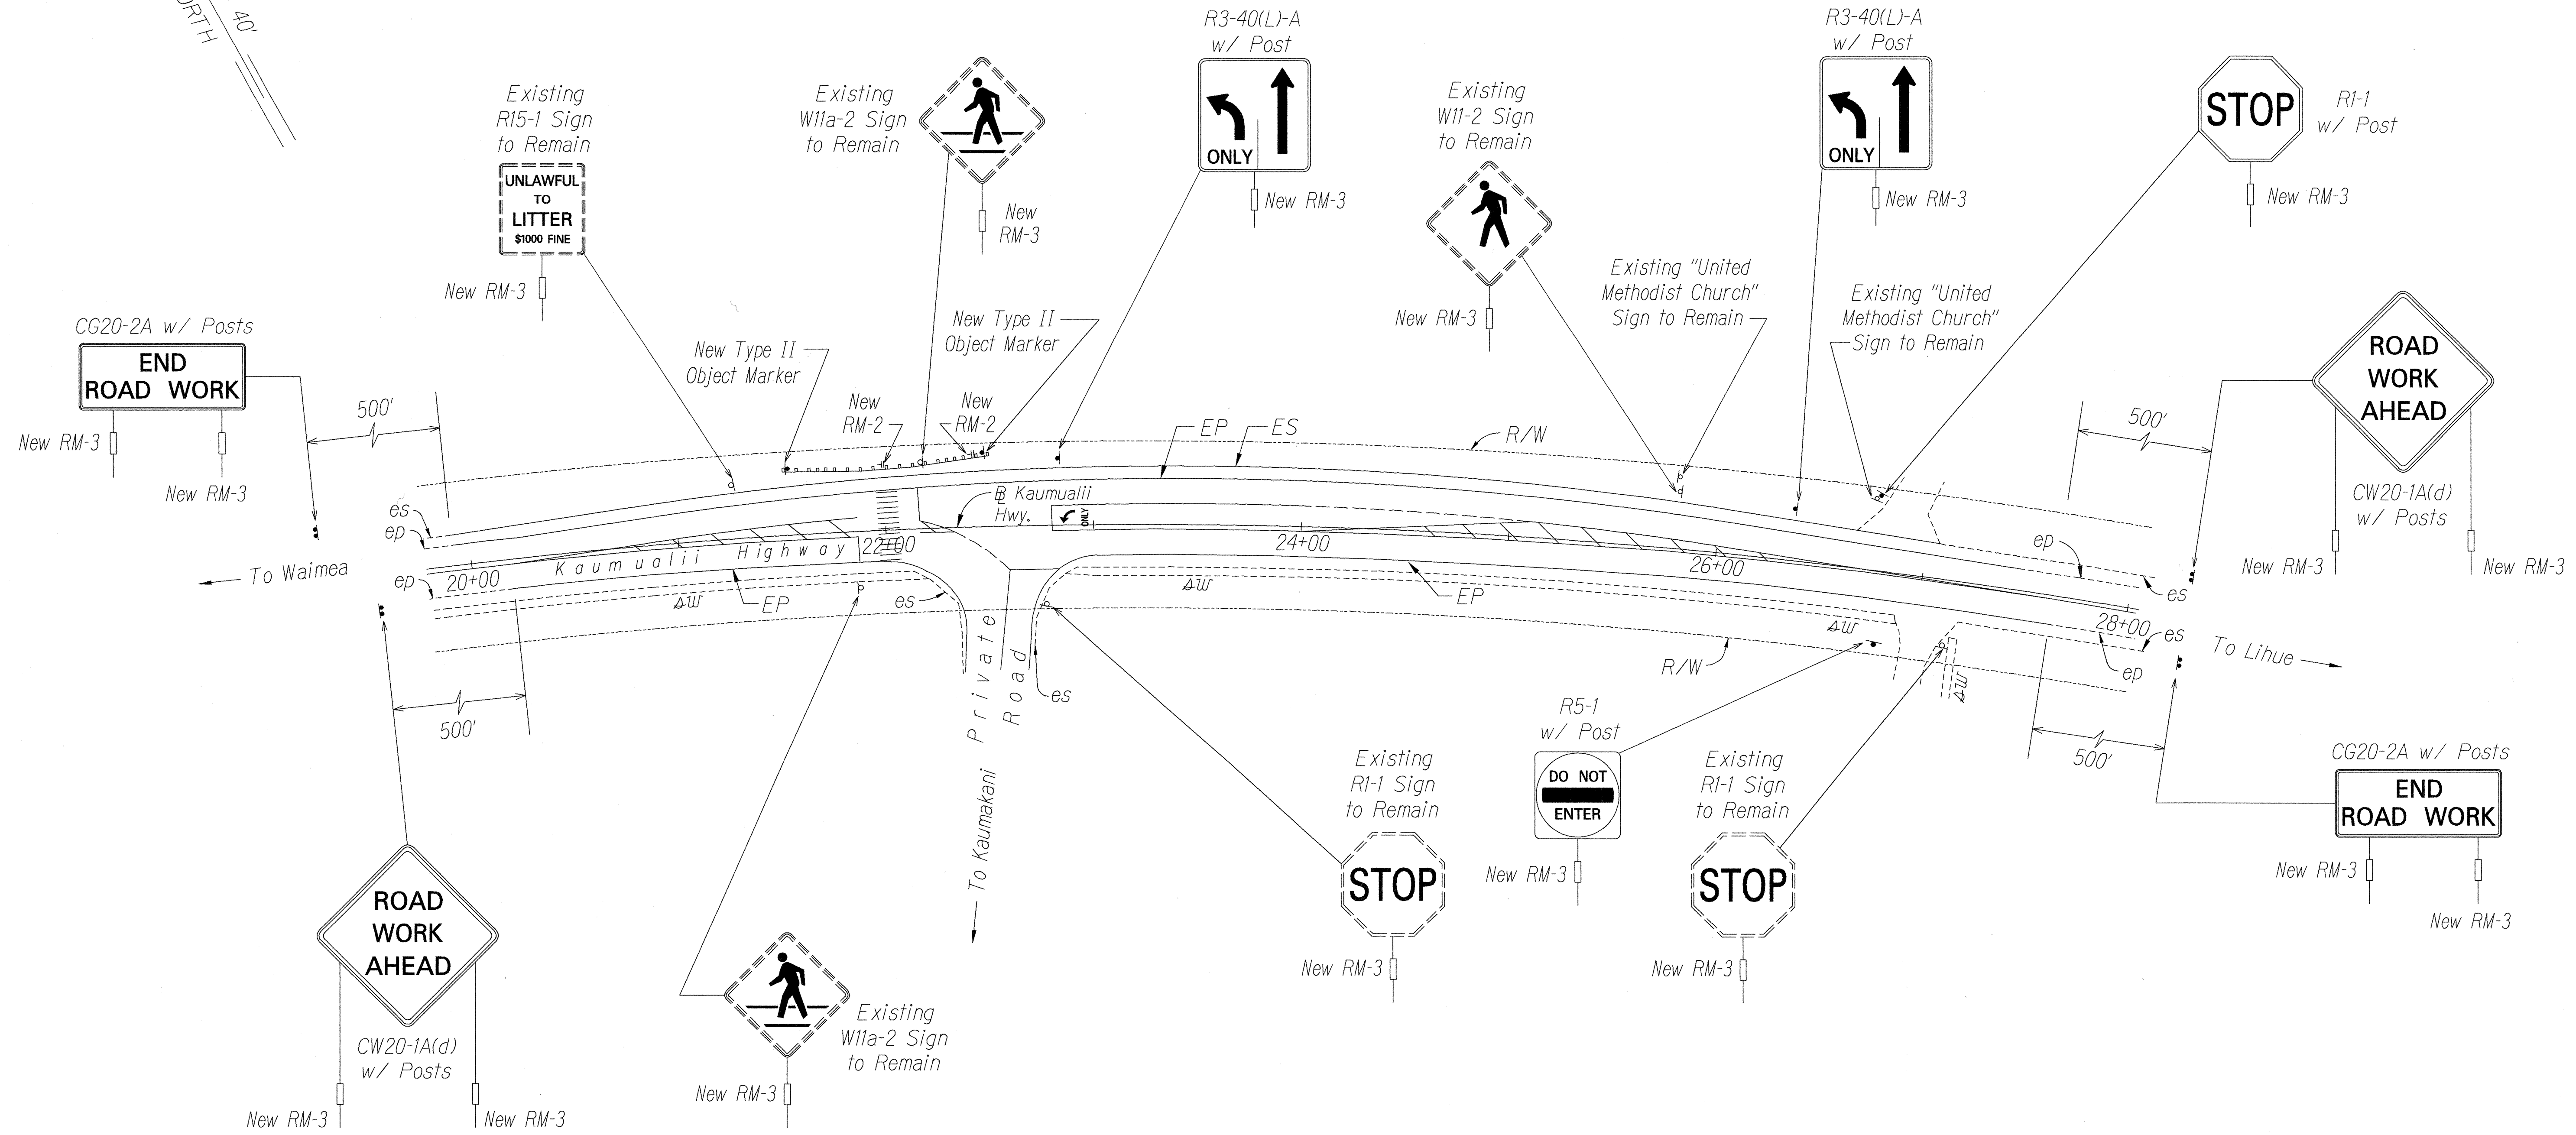 40'
NORTH
Existing
R15-1 Sign
to Remain
UNLAWFUL
TO
LITTER
$1000 FINE
New RM-3
Existing
W11a-2 Sign
to Remain
New
RM-3
R3-40(L)-A
w/ Post
ONLY
New RM-3
Existing
W11-2 Sign
to Remain
New RM-3
R3-40(L)-A
w/ Post
ONLY
New RM-3
STOP
R1-1
w/ Post
New RM-3
CG20-2A w/ Posts
END
ROAD WORK
New RM-3
New RM-3
500'
New Type II
Object Marker
New Type II
Object Marker
New
RM-2
New
RM-2
EP
ES
R/W
Existing "United
Methodist Church"
Sign to Remain
Existing "United
Methodist Church"
Sign to Remain
ROAD
WORK
AHEAD
CW20-1A(d)
w/ Posts
New RM-3
New RM-3
500'
es
ep
ep
To Waimea
20+00
Kaumualii Highway
22+00
B Kaumualii
Hwy.
ONLY
24+00
26+00
28+00
ep
es
es
ep
To Lihue
sw
EP
es
sw
EP
sw
R/W
sw
es
Private
Road
To Kaumakani
500'
500'
ROAD
WORK
AHEAD
CW20-1A(d)
w/ Posts
New RM-3
New RM-3
Existing
W11a-2 Sign
to Remain
New RM-3
Existing
R1-1 Sign
to Remain
STOP
New RM-3
R5-1
w/ Post
DO NOT
ENTER
New RM-3
Existing
R1-1 Sign
to Remain
STOP
New RM-3
CG20-2A w/ Posts
END
ROAD WORK
New RM-3
New RM-3